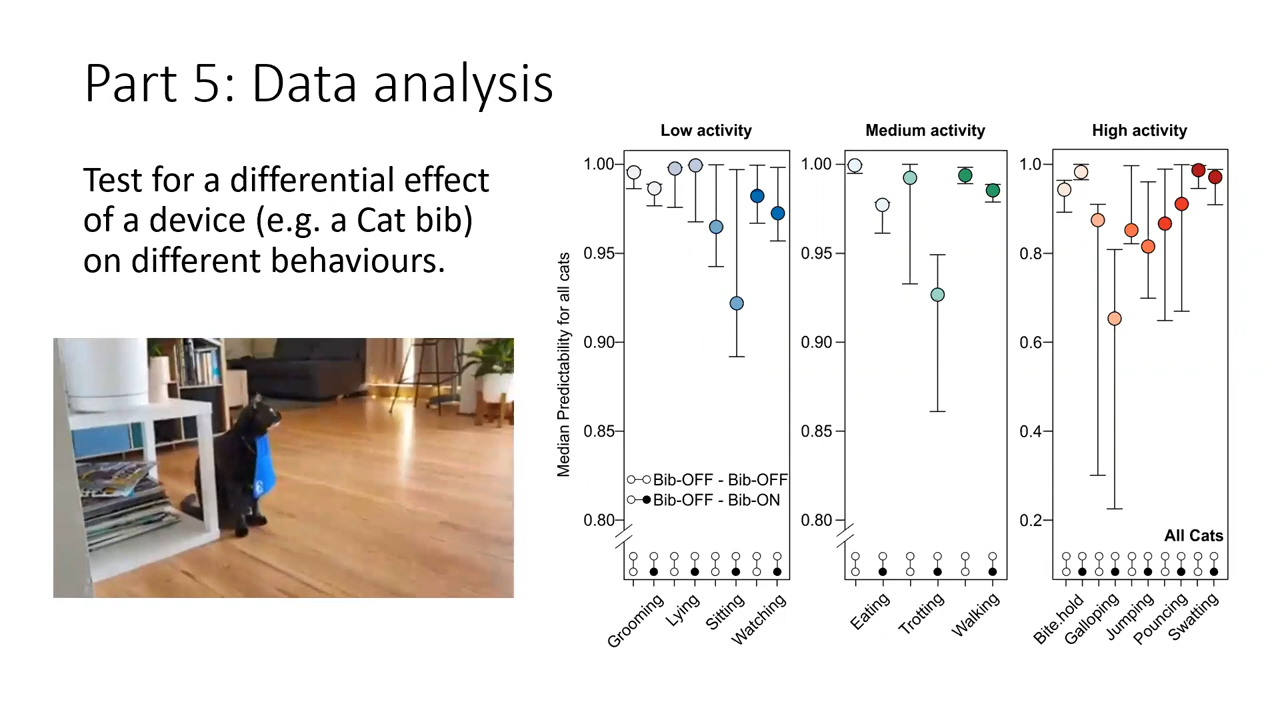 Part 5: Data analysis
Test for a differential effect
of a device (e.g. a Cat bib)
on different behaviours.
Median Predictability for all cats
Low activity
1.00
0.95
0.90
0.85
0.80
Bib-OFF - Bib-OFF
Bib-OFF - Bib-ON
Grooming
Lying
Sitting
Watching
Medium activity
1.00
0.95
0.90
0.85
0.80
Eating
Trotting
Walking
High activity
1.0
0.8
0.6
0.4
0.2
All Cats
Bite.hold
Galloping
Jumping
Pouncing
Swatting